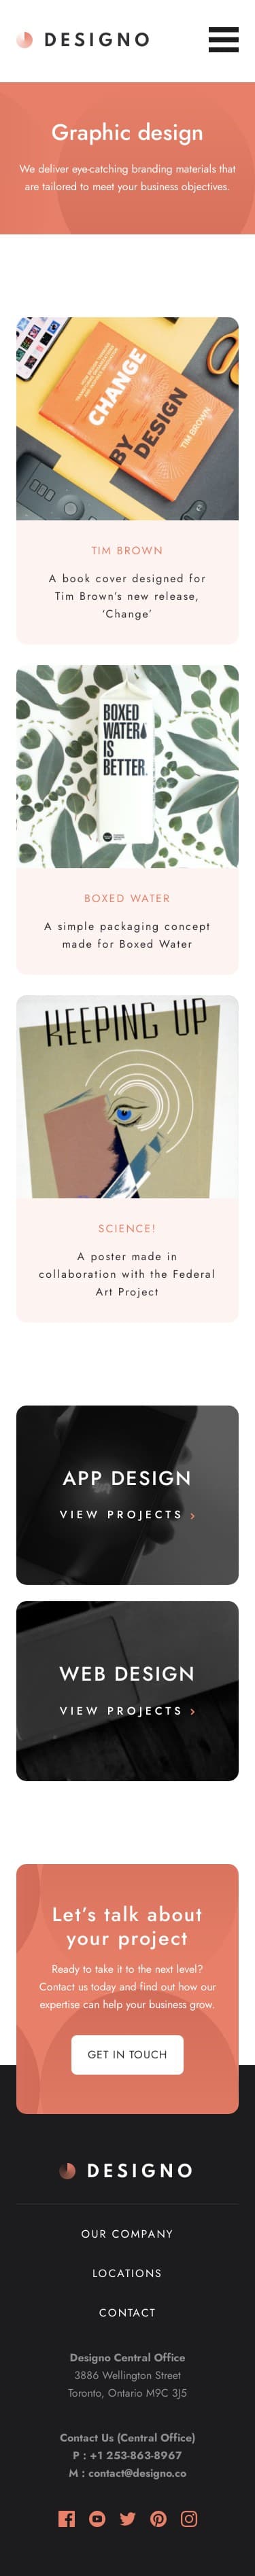 DESIGNO
Graphic design
We deliver eye-catching branding materials that
are tailored to meet your business objectives.
CHANGE
BY
DESIGN
TIM BROWN
TIM BROWN
A book cover designed for
Tim Brown’s new release,
‘Change’
BOXED
WATER
IS
BETTER.
BOXED WATER
A simple packaging concept
made for Boxed Water
KEEPING UP
SCIENCE!
A poster made in
collaboration with the Federal
Art Project
APP DESIGN
VIEW PROJECTS
WEB DESIGN
VIEW PROJECTS
Let’s talk about
your project
Ready to take it to the next level?
Contact us today and find out how our
expertise can help your business grow.
GET IN TOUCH
DESIGNO
OUR COMPANY
LOCATIONS
CONTACT
Designo Central Office
3886 Wellington Street
Toronto, Ontario M9C 3J5
Contact Us (Central Office)
P : +1 253-863-8967
M : contact@designo.co